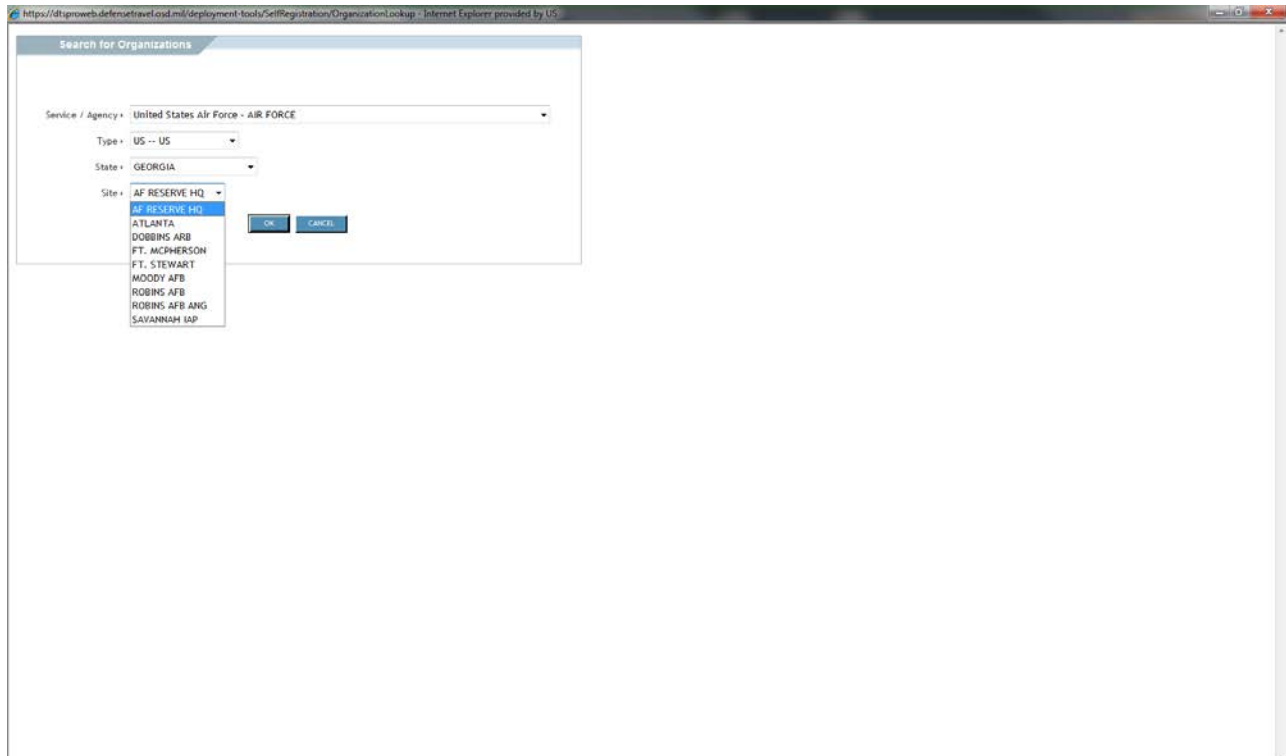 https://dtsproweb.defensetravel.osd.mil/deployment-tools/SelfRegistration/OrganizationLookup - Internet Explorer provided by US
Search for Organizations
Service / Agency United States Air Force - AIR FORCE
Type US -- US
State GEORGIA
Site AF RESERVE HQ
AF RESERVE HQ
ATLANTA
OK CANCEL
DOBBINS ARB
FT. MCPHERSON
FT. STEWART
MOODY AFB
ROBINS AFB
ROBINS AFB ANG
SAVANNAH IAP